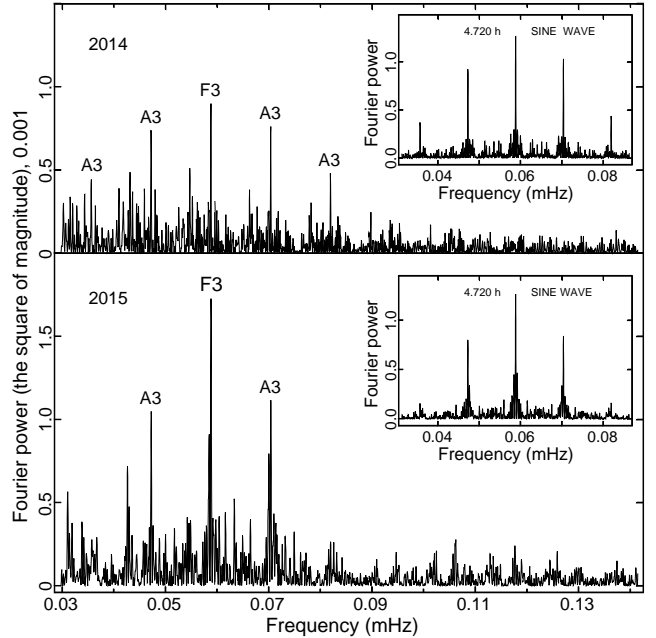 2014
F3
A3
A3
A3
A3
1.0
0.5
0
4.720 h SINE WAVE
Fourier power
1.0
0.5
0.0
0.04 0.06 0.08
Frequency (mHz)
2015
F3
A3
A3
1.5
1.0
0.5
0
4.720 h SINE WAVE
Fourier power
1.0
0.5
0.0
0.04 0.06 0.08
Frequency (mHz)
Fourier power (the square of magnitude), 0.001
0.03 0.05 0.07 0.09 0.11 0.13
Frequency (mHz)